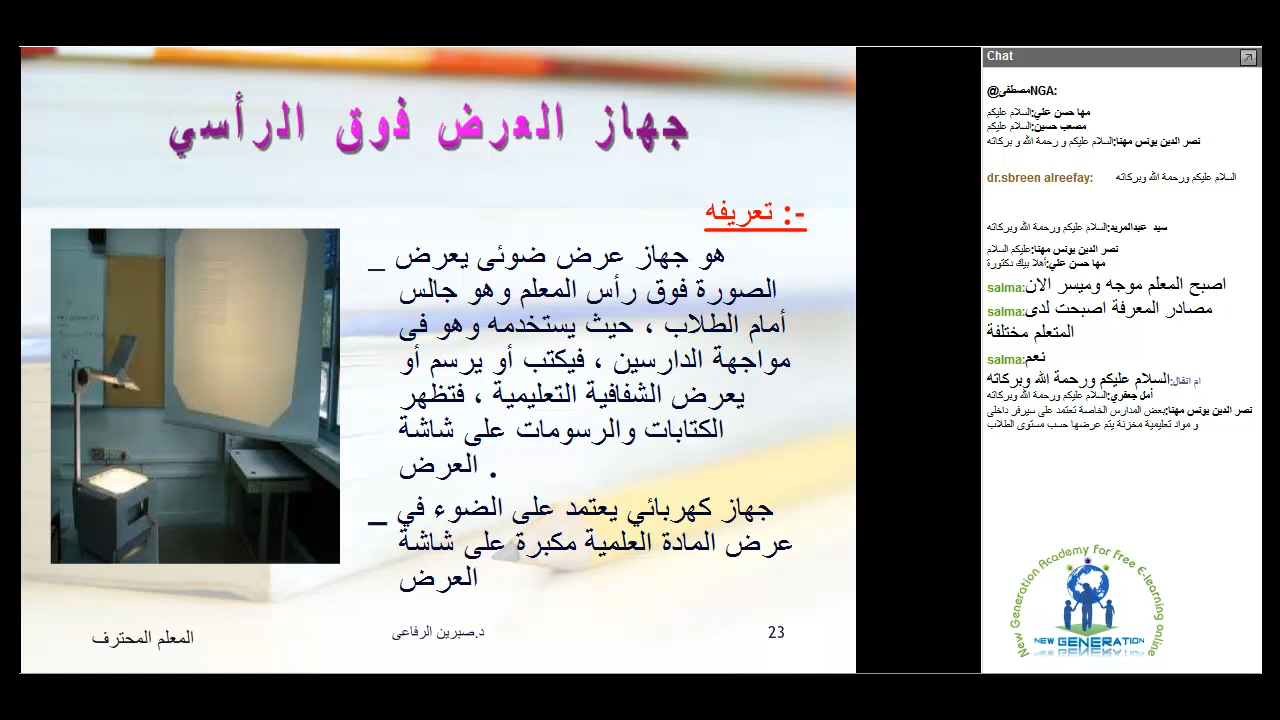 جهاز العرض فوق الرأسي
تعريفه :-
_ هو جهاز عرض ضوئى يعرض
الصورة فوق رأس المعلم وهو جالس
أمام الطلاب ، حيث يستخدمه وهو فى
مواجهة الدارسين ، فيكتب أو يرسم أو
يعرض الشفافية التعليمية ، فتظهر
الكتابات والرسومات على شاشة
العرض .
_ جهاز كهربائي يعتمد على الضوء في
عرض المادة العلمية مكبرة على شاشة
العرض
المعلم المحترف
د.صبرين الرفاعى
23
Chat
@مصطفىNGA:
مها حسن علي:السلام عليكم
مصعب حسين:السلام عليكم
نصر الدين يونس مهنا:السلام عليكم و رحمة الله و بركاته
dr.sbreen alreefay: السلام عليكم ورحمة الله وبركاته
سيد عبدالمريد:السلام عليكم ورحمة الله وبركاته
نصر الدين يونس مهنا:عليكم السلام
مها حسن علي:أهلا بيك دكتورة
salma:اصبح المعلم موجه وميسر الان
salma:مصادر المعرفة اصبحت لدى
المتعلم مختلفة
salma:نعم
ام اتقال:السلام عليكم ورحمة الله وبركاته
أمل جعفري:السلام عليكم ورحمة الله وبركاته
نصر الدين يونس مهنا:بعض المدارس الخاصة تعتمد على سيرفر داخلى
و مواد تعليمية مخزنة يتم عرضها حسب مستوى الطلاب
New Generation Academy For Free E-learning online
NEW GENERATION